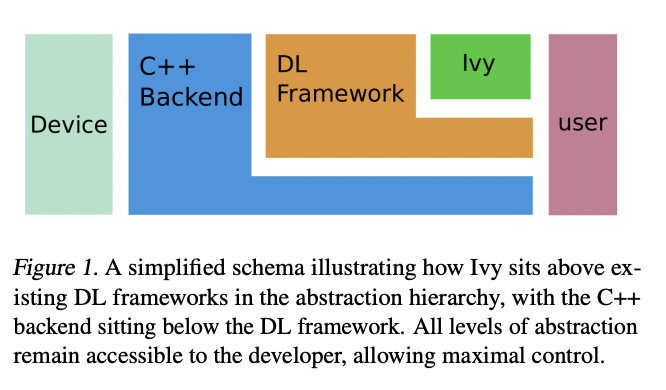 Device
C++
Backend
DL
Framework
Ivy
user
Figure 1. A simplified schema illustrating how Ivy sits above ex-
isting DL frameworks in the abstraction hierarchy, with the C++
backend sitting below the DL framework. All levels of abstraction
remain accessible to the developer, allowing maximal control.